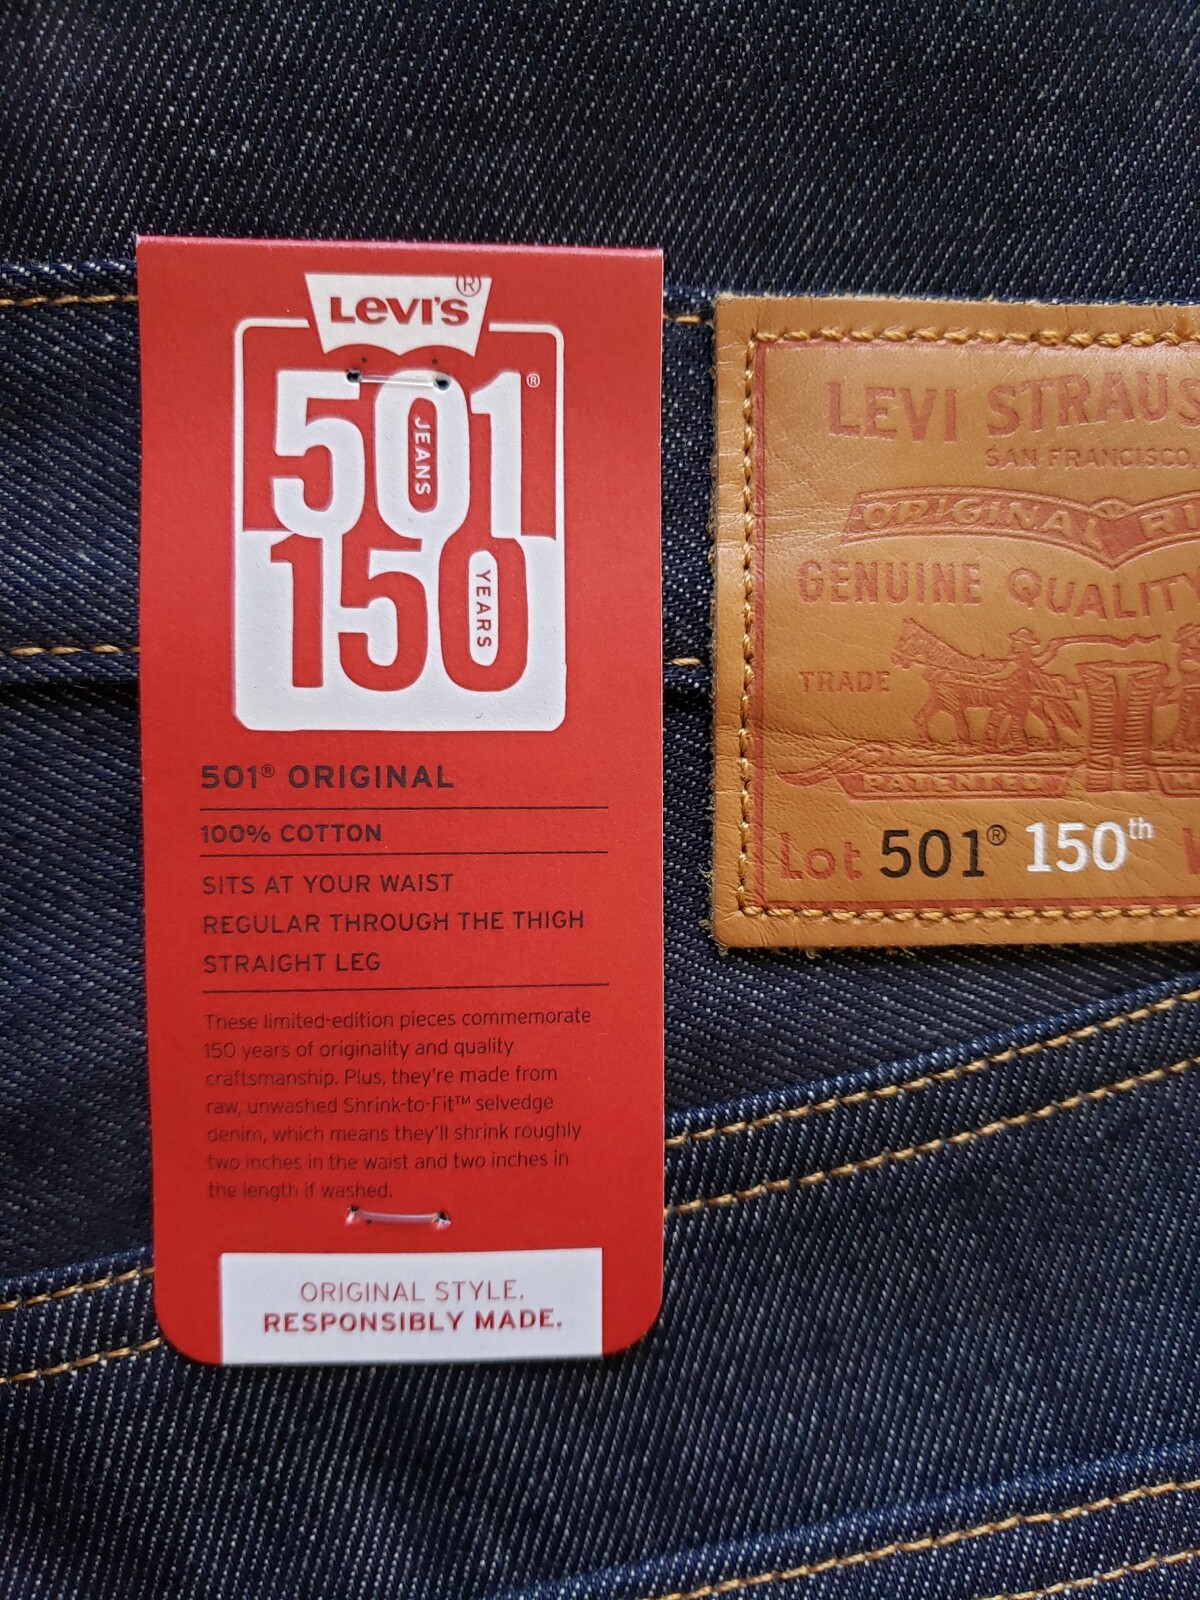 Levi's®
501®
JEANS
150
YEARS
501® ORIGINAL
100% COTTON
SITS AT YOUR WAIST
REGULAR THROUGH THE THIGH
STRAIGHT LEG
These limited-edition pieces commemorate
150 years of originality and quality
craftsmanship. Plus, they're made from
raw, unwashed Shrink-to-Fit™ selvedge
denim, which means they'll shrink roughly
two inches in the waist and two inches in
the length if washed.
ORIGINAL STYLE.
RESPONSIBLY MADE.
LEVI STRAUS
SAN FRANCISCO,
ORIGINAL
GENUINE QUALITY
TRADE
PATENTED
Lot 501® 150th